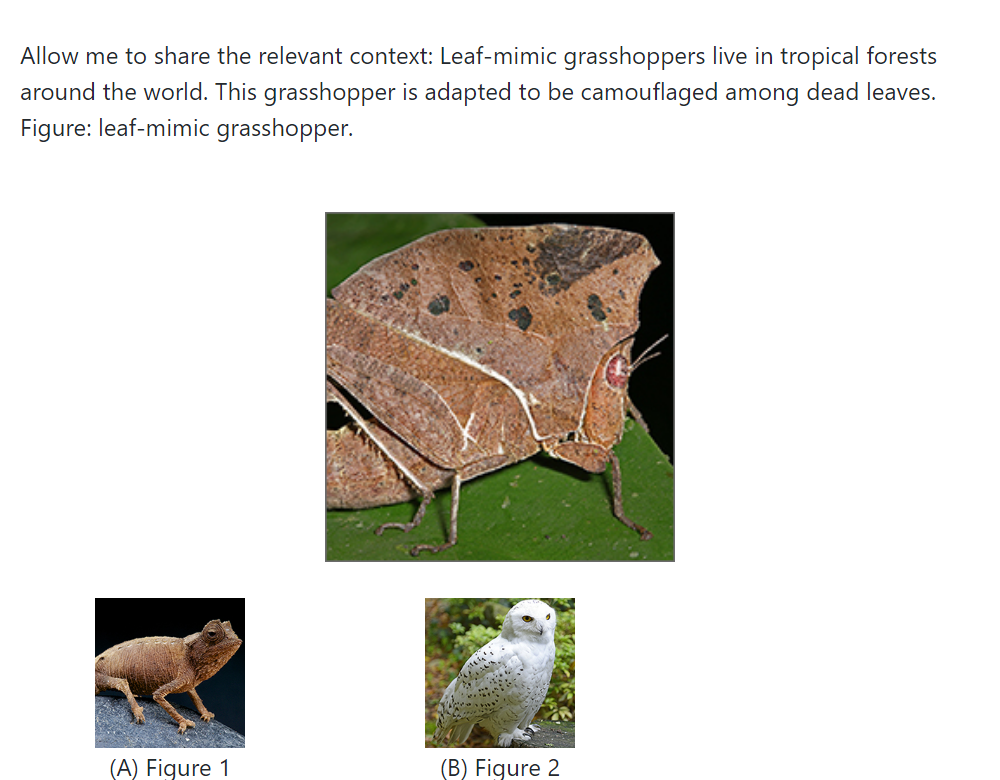 Allow me to share the relevant context: Leaf-mimic grasshoppers live in tropical forests
around the world. This grasshopper is adapted to be camouflaged among dead leaves.
Figure: leaf-mimic grasshopper.
(A) Figure 1
(B) Figure 2